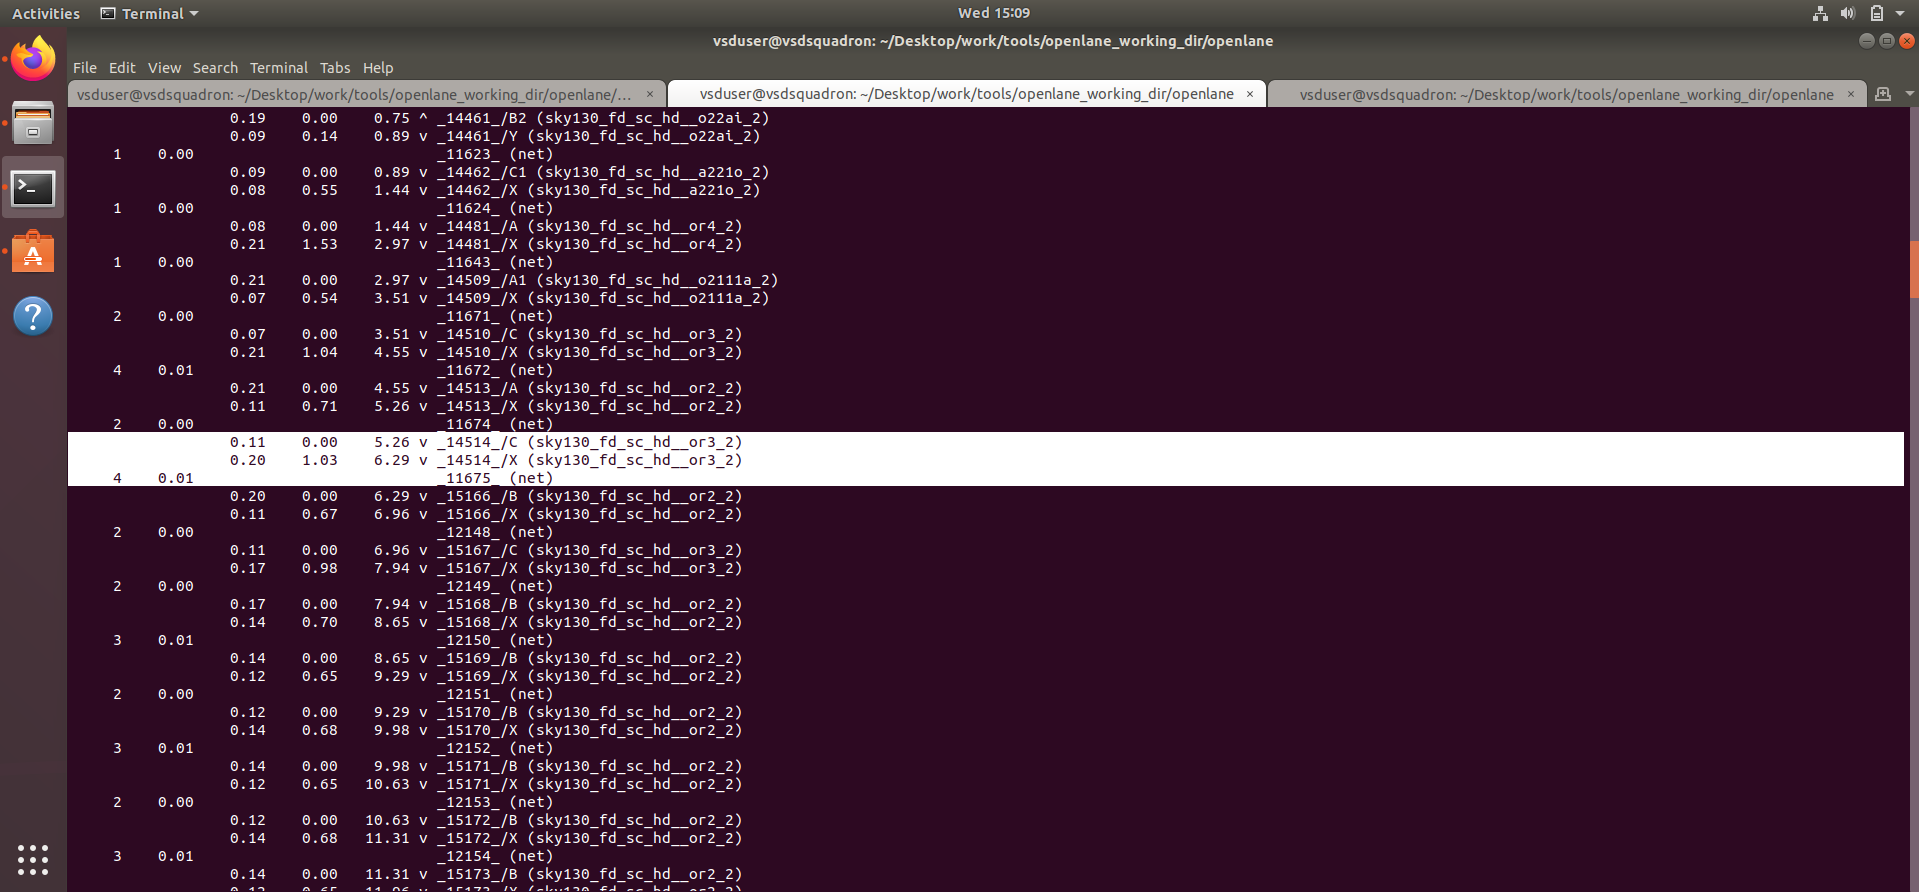 Activities Terminal Wed 15:09
vsduser@vsdsquadron: ~/Desktop/work/tools/openlane_working_dir/openlane
File Edit View Search Terminal Tabs Help
vsduser@vsdsquadron: ~/Desktop/work/tools/openlane_working_dir/openlane/... × vsduser@vsdsquadron: ~/Desktop/work/tools/openlane_working_dir/openlane × vsduser@vsdsquadron: ~/Desktop/work/tools/openlane_working_dir/openlane ×
0.19 0.00 0.75 ^ _14461_/B2 (sky130_fd_sc_hd__o22ai_2)
0.09 0.14 0.89 v _14461_/Y (sky130_fd_sc_hd__o22ai_2)
1 0.00 _11623_ (net)
0.09 0.00 0.89 v _14462_/C1 (sky130_fd_sc_hd__a221o_2)
0.08 0.55 1.44 v _14462_/X (sky130_fd_sc_hd__a221o_2)
1 0.00 _11624_ (net)
0.08 0.00 1.44 v _14481_/A (sky130_fd_sc_hd__or4_2)
0.21 1.53 2.97 v _14481_/X (sky130_fd_sc_hd__or4_2)
1 0.00 _11643_ (net)
0.21 0.00 2.97 v _14509_/A1 (sky130_fd_sc_hd__o2111a_2)
0.07 0.54 3.51 v _14509_/X (sky130_fd_sc_hd__o2111a_2)
2 0.00 _11671_ (net)
0.07 0.00 3.51 v _14510_/C (sky130_fd_sc_hd__or3_2)
0.21 1.04 4.55 v _14510_/X (sky130_fd_sc_hd__or3_2)
4 0.01 _11672_ (net)
0.21 0.00 4.55 v _14513_/A (sky130_fd_sc_hd__or2_2)
0.11 0.71 5.26 v _14513_/X (sky130_fd_sc_hd__or2_2)
2 0.00 _11674_ (net)
0.11 0.00 5.26 v _14514_/C (sky130_fd_sc_hd__or3_2)
0.20 1.03 6.29 v _14514_/X (sky130_fd_sc_hd__or3_2)
4 0.01 _11675_ (net)
0.20 0.00 6.29 v _15166_/B (sky130_fd_sc_hd__or2_2)
0.11 0.67 6.96 v _15166_/X (sky130_fd_sc_hd__or2_2)
2 0.00 _12148_ (net)
0.11 0.00 6.96 v _15167_/C (sky130_fd_sc_hd__or3_2)
0.17 0.98 7.94 v _15167_/X (sky130_fd_sc_hd__or3_2)
2 0.00 _12149_ (net)
0.17 0.00 7.94 v _15168_/B (sky130_fd_sc_hd__or2_2)
0.14 0.70 8.65 v _15168_/X (sky130_fd_sc_hd__or2_2)
3 0.01 _12150_ (net)
0.14 0.00 8.65 v _15169_/B (sky130_fd_sc_hd__or2_2)
0.12 0.65 9.29 v _15169_/X (sky130_fd_sc_hd__or2_2)
2 0.00 _12151_ (net)
0.12 0.00 9.29 v _15170_/B (sky130_fd_sc_hd__or2_2)
0.14 0.68 9.98 v _15170_/X (sky130_fd_sc_hd__or2_2)
3 0.01 _12152_ (net)
0.14 0.00 9.98 v _15171_/B (sky130_fd_sc_hd__or2_2)
0.12 0.65 10.63 v _15171_/X (sky130_fd_sc_hd__or2_2)
2 0.00 _12153_ (net)
0.12 0.00 10.63 v _15172_/B (sky130_fd_sc_hd__or2_2)
0.14 0.68 11.31 v _15172_/X (sky130_fd_sc_hd__or2_2)
3 0.01 _12154_ (net)
0.14 0.00 11.31 v _15173_/B (sky130_fd_sc_hd__or2_2)